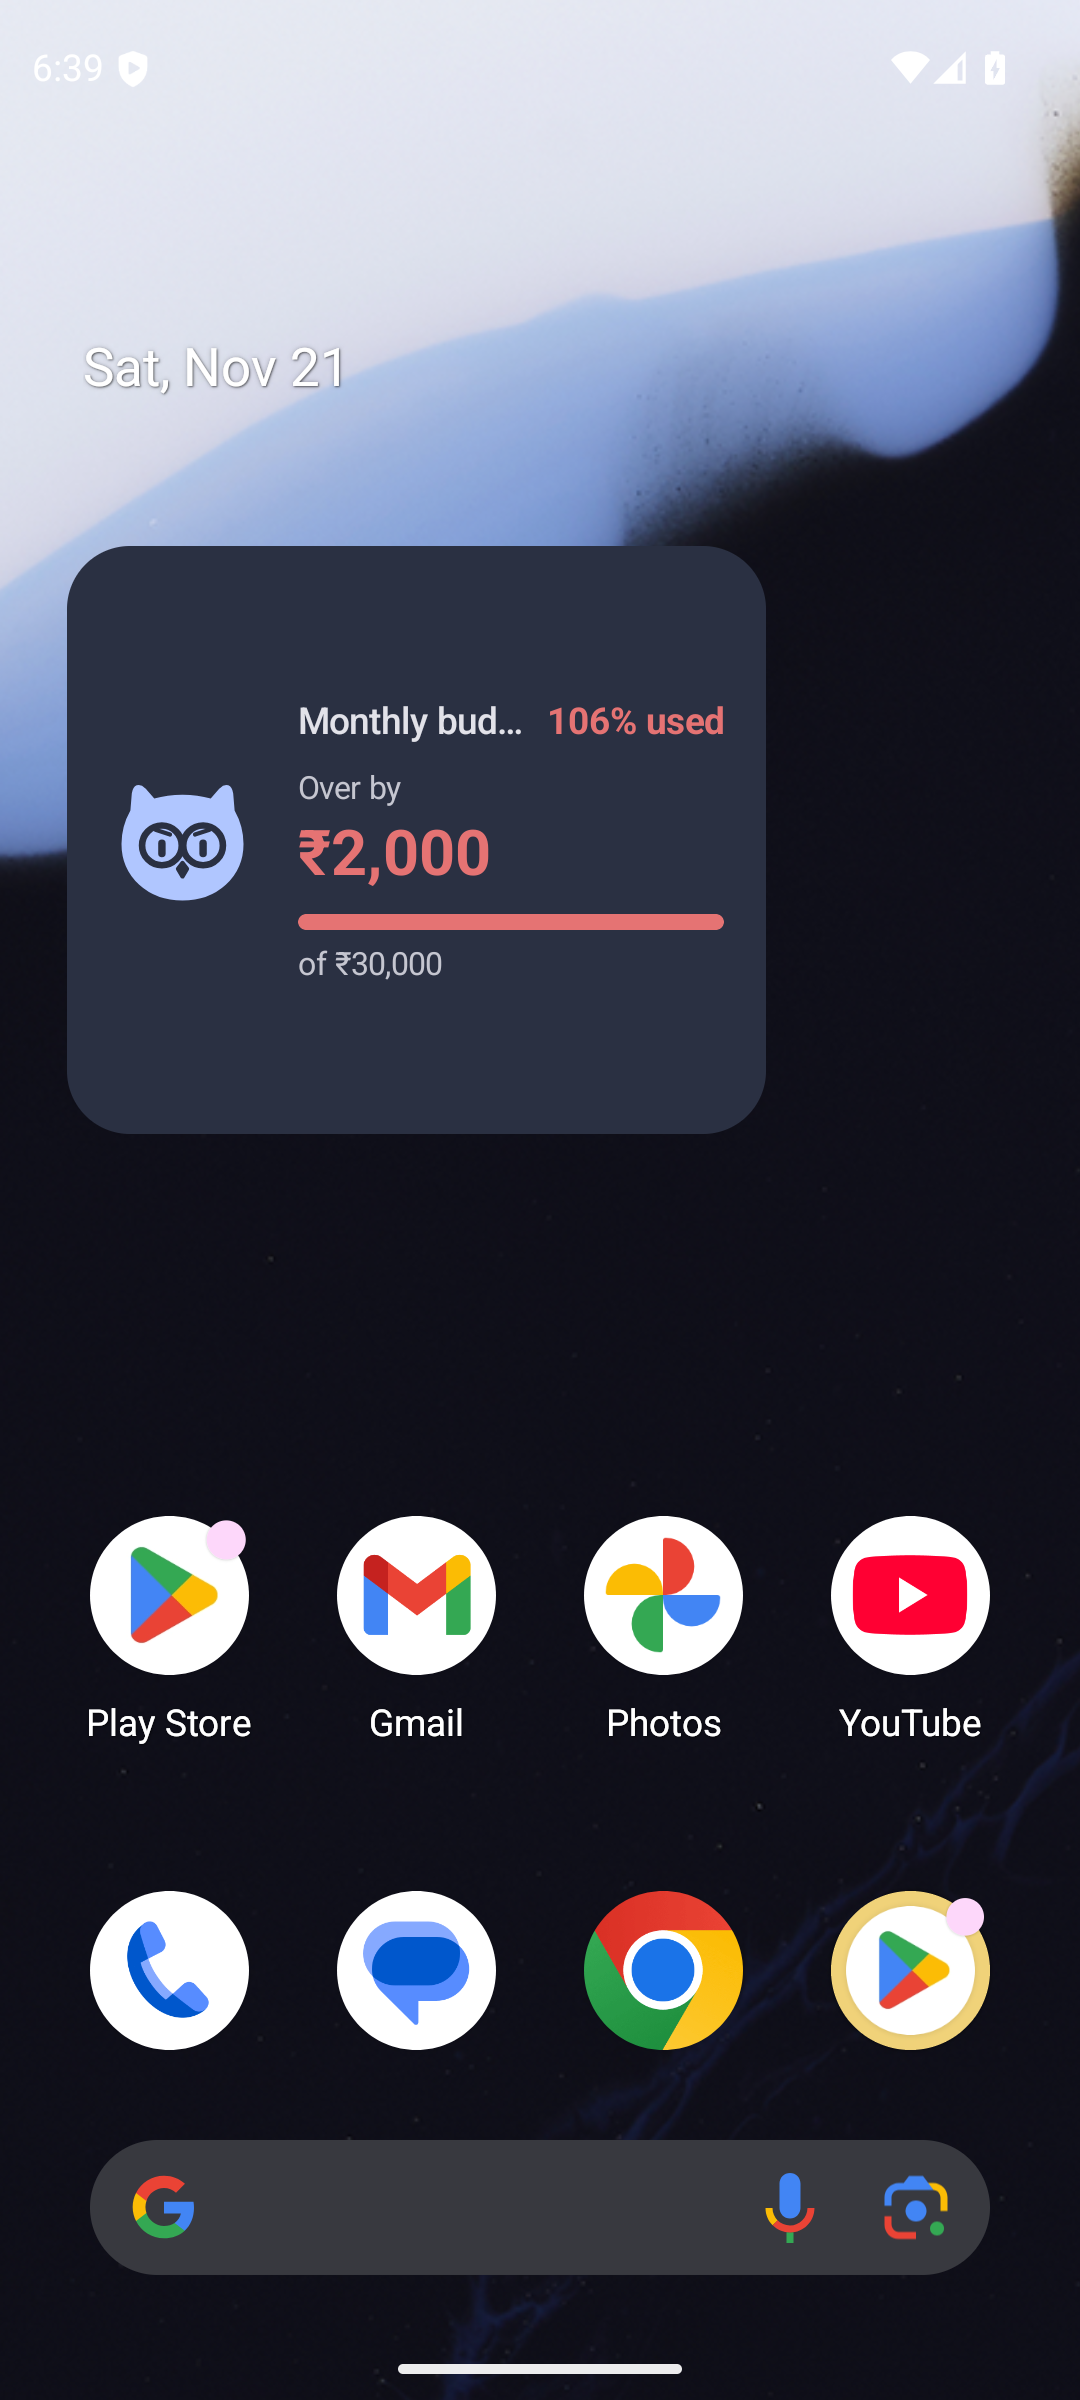 6:39
Sat, Nov 21
Monthly bud... 106% used
Over by
₹2,000
of ₹30,000
Play Store Gmail Photos YouTube